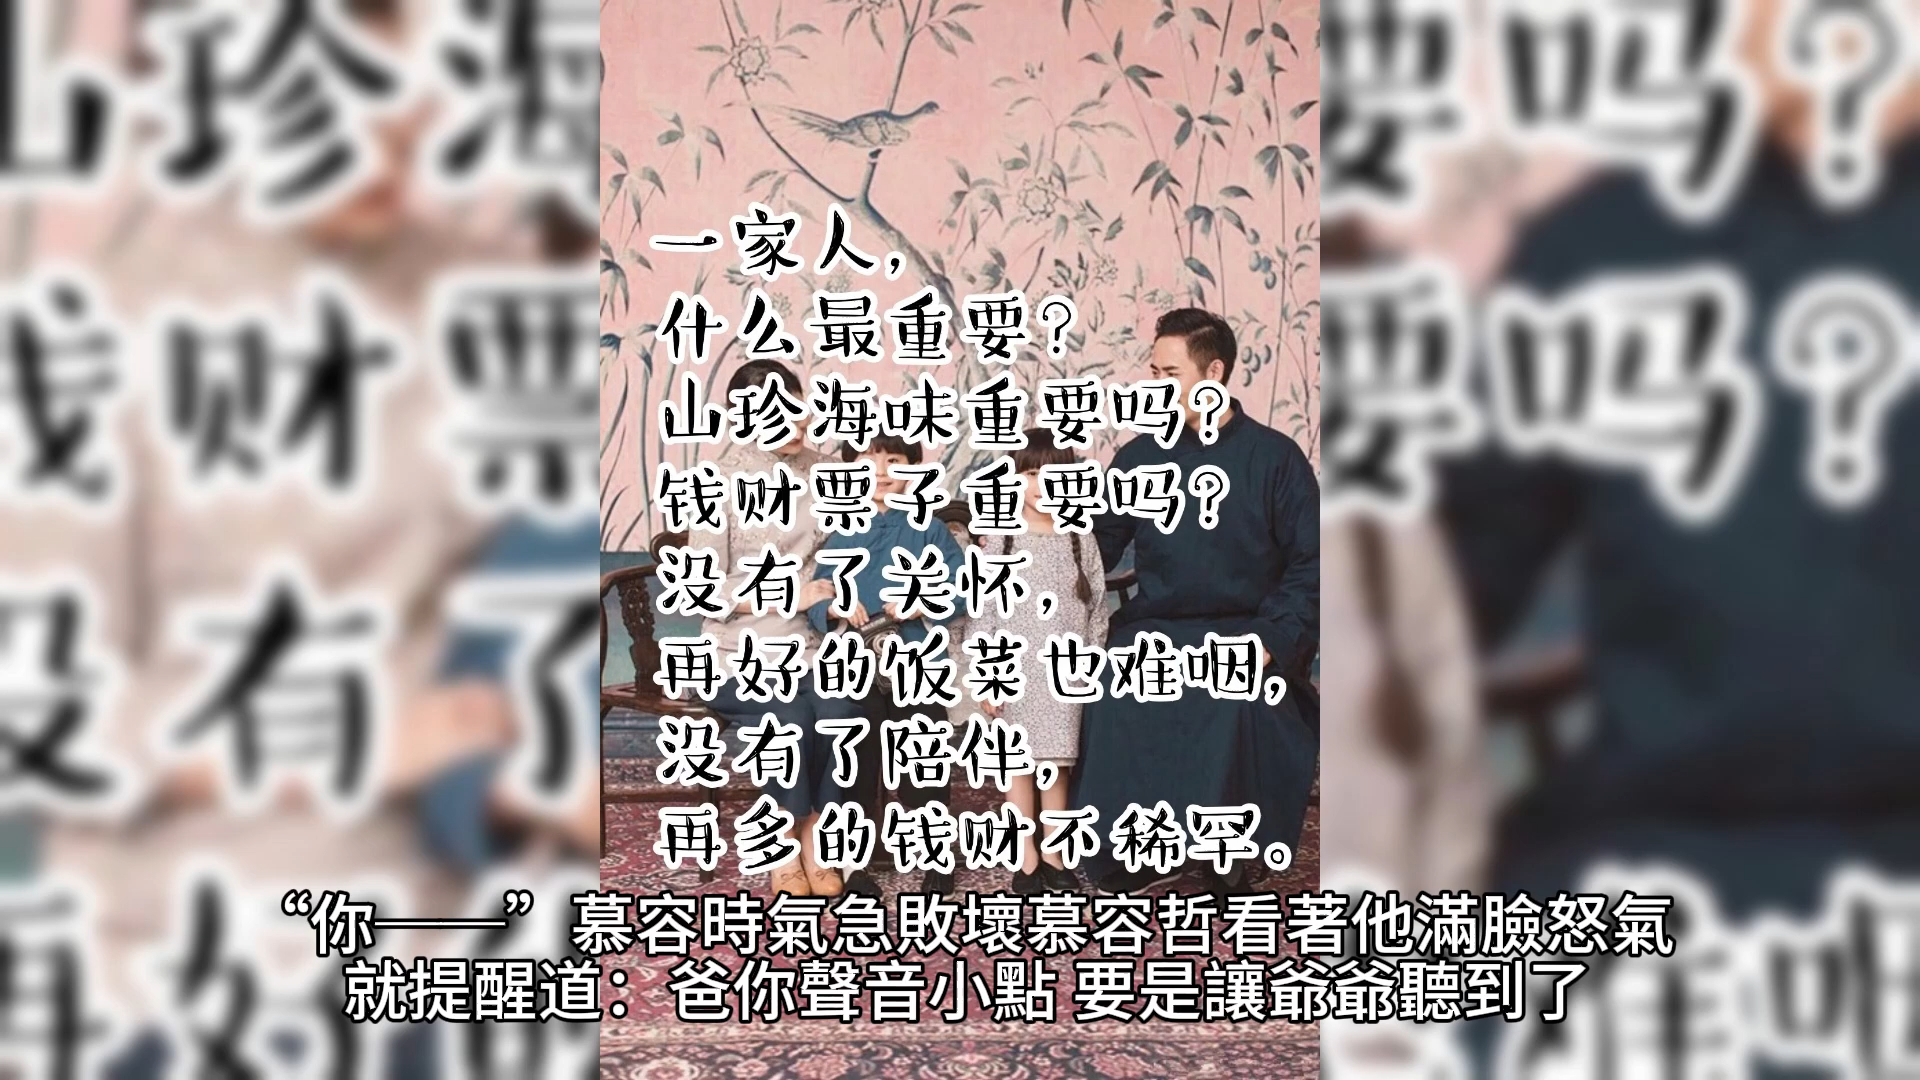 一家人,
什么最重要?
山珍海味重要吗?
钱财票子重要吗?
没有了关怀,
再好的饭菜也难咽,
没有了陪伴,
再多的钱财不稀罕。
“你——”慕容時氣急敗壞慕容哲看著他滿臉怒氣
就提醒道：爸你聲音小點 要是讓爺爺聽到了